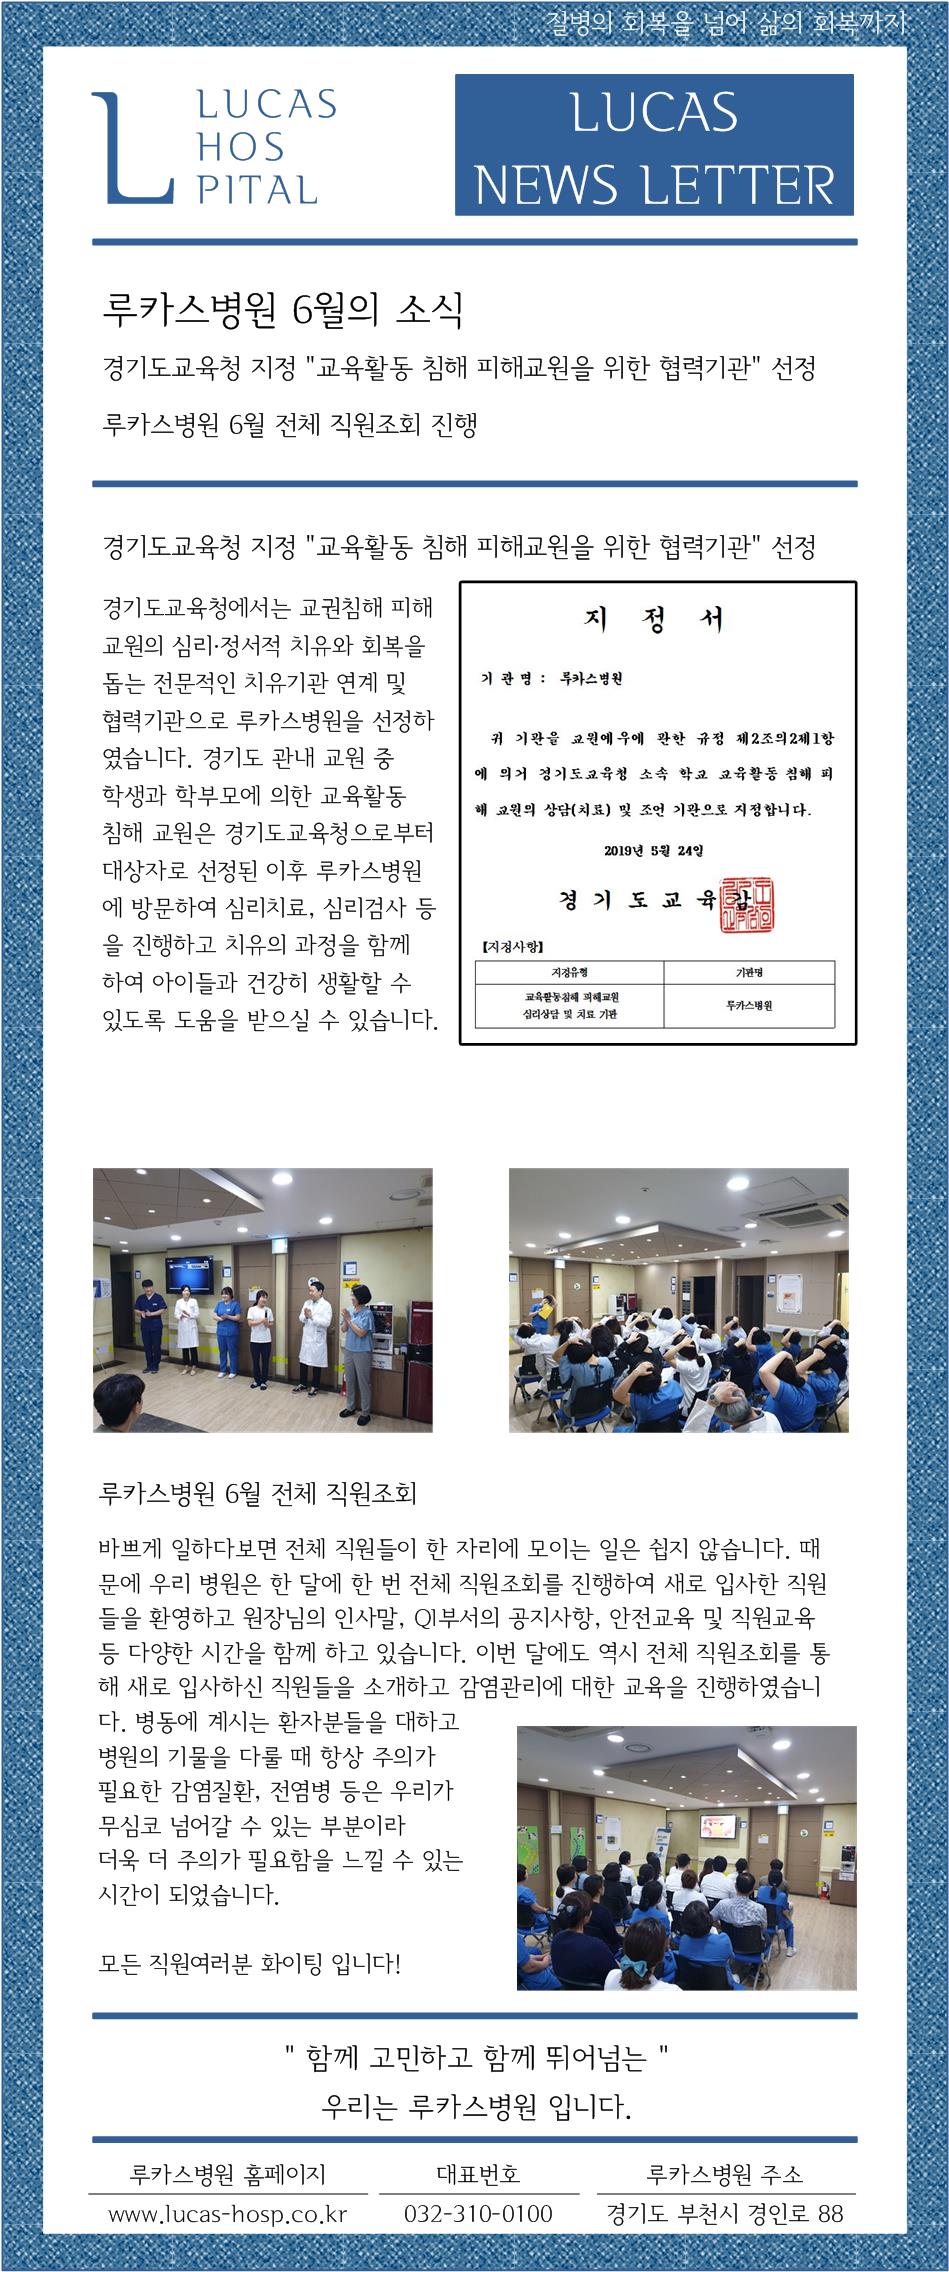 질병의 회복을 넘어 삶의 회복까지
L
LUCAS
HOS
PITAL
LUCAS
NEWS LETTER
루카스병원 6월의 소식
경기도교육청 지정 "교육활동 침해 피해교원을 위한 협력기관" 선정
루카스병원 6월 전체 직원조회 진행
경기도교육청 지정 "교육활동 침해 피해교원을 위한 협력기관" 선정
경기도교육청에서는 교권침해 피해
교원의 심리·정서적 치유와 회복을
돕는 전문적인 치유기관 연계 및
협력기관으로 루카스병원을 선정하
였습니다. 경기도 관내 교원 중
학생과 학부모에 의한 교육활동
침해 교원은 경기도교육청으로부터
대상자로 선정된 이후 루카스병원
에 방문하여 심리치료, 심리검사 등
을 진행하고 치유의 과정을 함께
하여 아이들과 건강히 생활할 수
있도록 도움을 받으실 수 있습니다.
지 정 서
기 관 명 : 루카스병원
귀 기관을 교원예우에 관한 규정 제2조의2제1항
에 의거 경기도교육청 소속 학교 교육활동 침해 피
해 교원의 상담(치료) 및 조언 기관으로 지정합니다.
2019년 5월 24일
경 기 도 교 육 감
【지정사항】
지정유형 기관명
교육활동침해 피해교원
심리상담 및 치료 기관
루카스병원
루카스병원 6월 전체 직원조회
바쁘게 일하다보면 전체 직원들이 한 자리에 모이는 일은 쉽지 않습니다. 때
문에 우리 병원은 한 달에 한 번 전체 직원조회를 진행하여 새로 입사한 직원
들을 환영하고 원장님의 인사말, QI부서의 공지사항, 안전교육 및 직원교육
등 다양한 시간을 함께 하고 있습니다. 이번 달에도 역시 전체 직원조회를 통
해 새로 입사하신 직원들을 소개하고 감염관리에 대한 교육을 진행하였습니
다. 병동에 계시는 환자분들을 대하고
병원의 기물을 다룰 때 항상 주의가
필요한 감염질환, 전염병 등은 우리가
무심코 넘어갈 수 있는 부분이라
더욱 더 주의가 필요함을 느낄 수 있는
시간이 되었습니다.
모든 직원여러분 화이팅 입니다!
" 함께 고민하고 함께 뛰어넘는 "
우리는 루카스병원 입니다.
루카스병원 홈페이지 대표번호 루카스병원 주소
www.lucas-hosp.co.kr 032-310-0100 경기도 부천시 경인로 88